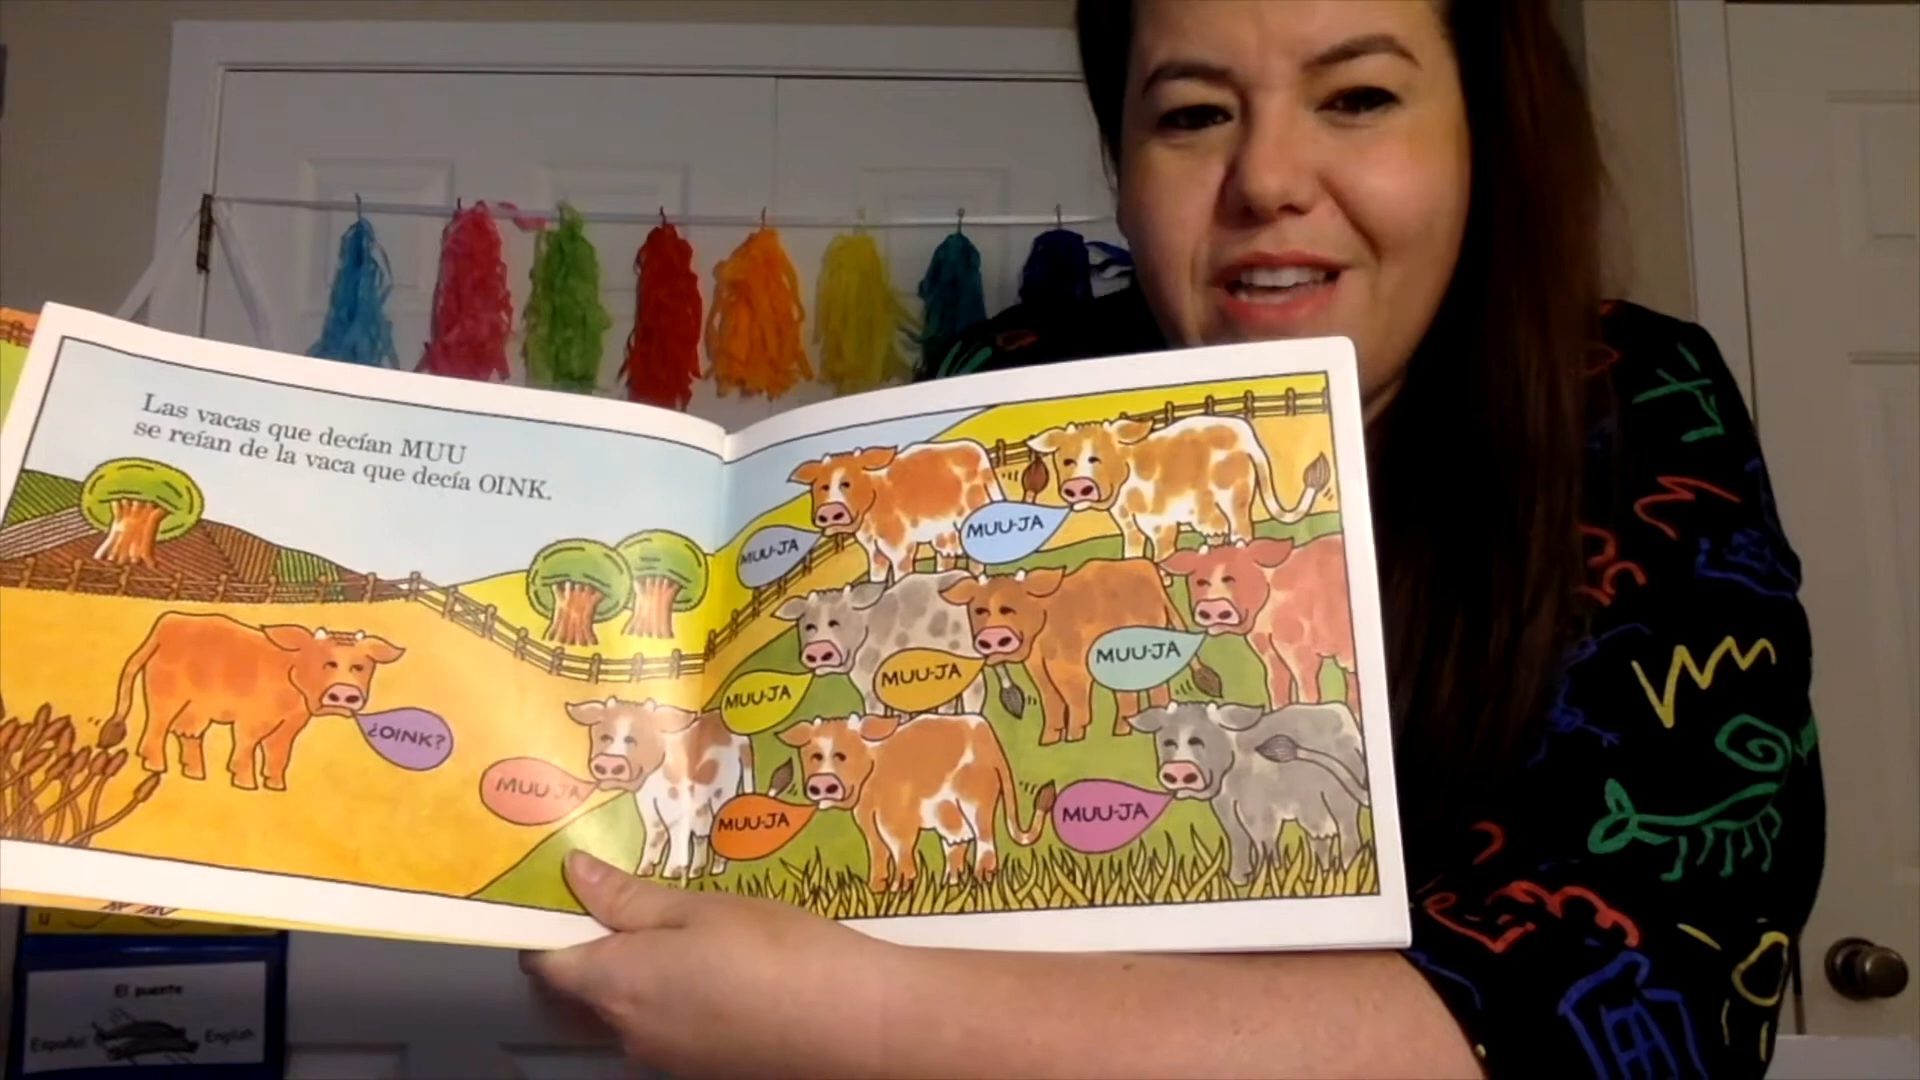 Las vacas que decían MUU
se reían de la vaca que decía OINK.
MUU-JA
MUU-JA
MUU-JA
MUU-JA
MUU-JA
¿OINK?
MUU-JA
MUU-JA
MUU-JA
u
El puente
Español
English